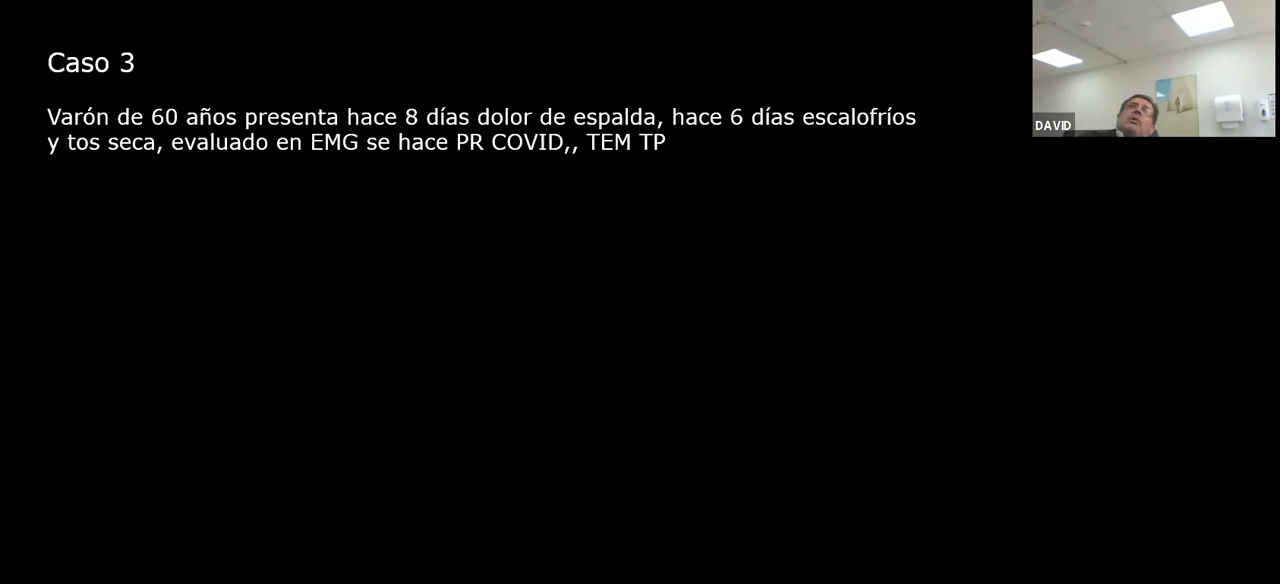 Caso 3
Varón de 60 años presenta hace 8 días dolor de espalda, hace 6 días escalofríos
y tos seca, evaluado en EMG se hace PR COVID,, TEM TP
DAVID